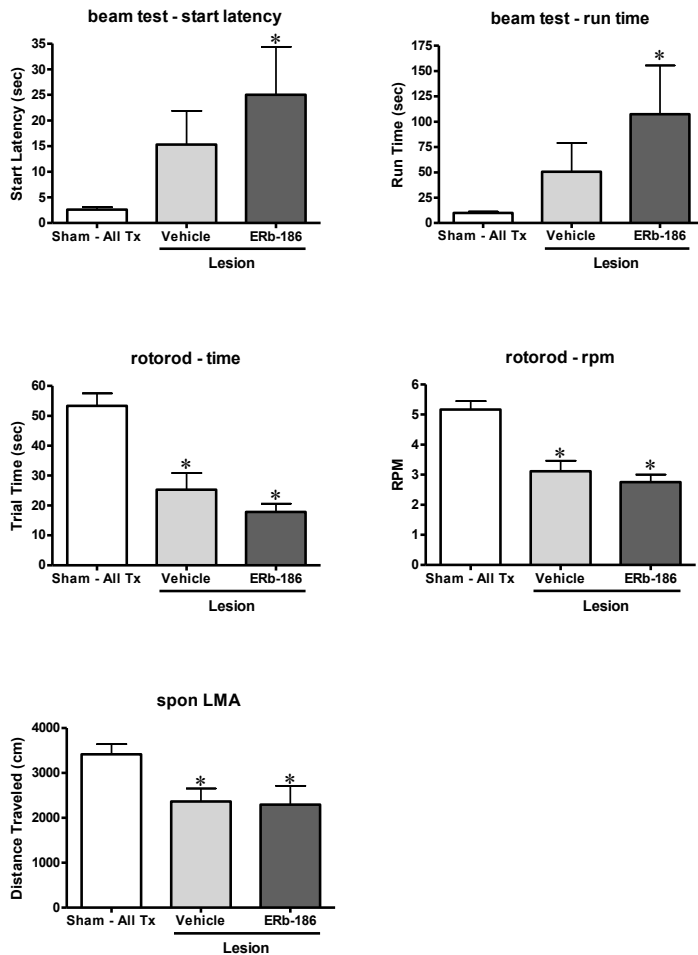 beam test - start latency
35
30
25
20
15
10
5
0
Start Latency (sec)
*
Sham - All Tx Vehicle ERb-186
Lesion
beam test - run time
175
150
125
100
75
50
25
0
Run Time (sec)
*
Sham - All Tx Vehicle ERb-186
Lesion
rotorod - time
60
50
40
30
20
10
0
Trial Time (sec)
* *
Sham - All Tx Vehicle ERb-186
Lesion
rotorod - rpm
6
5
4
3
2
1
0
RPM
* *
Sham - All Tx Vehicle ERb-186
Lesion
spon LMA
4000
3000
2000
1000
0
Distance Traveled (cm)
* *
Sham - All Tx Vehicle ERb-186
Lesion